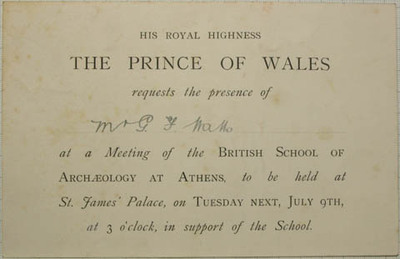 HIS ROYAL HIGHNESS
THE PRINCE OF WALES
requests the presence of
Mr G F Watts
at a Meeting of the BRITISH SCHOOL OF
ARCHÆOLOGY AT ATHENS, to be held at
St. James' Palace, on TUESDAY NEXT, JULY 9TH,
at 3 o'clock, in support of the School.